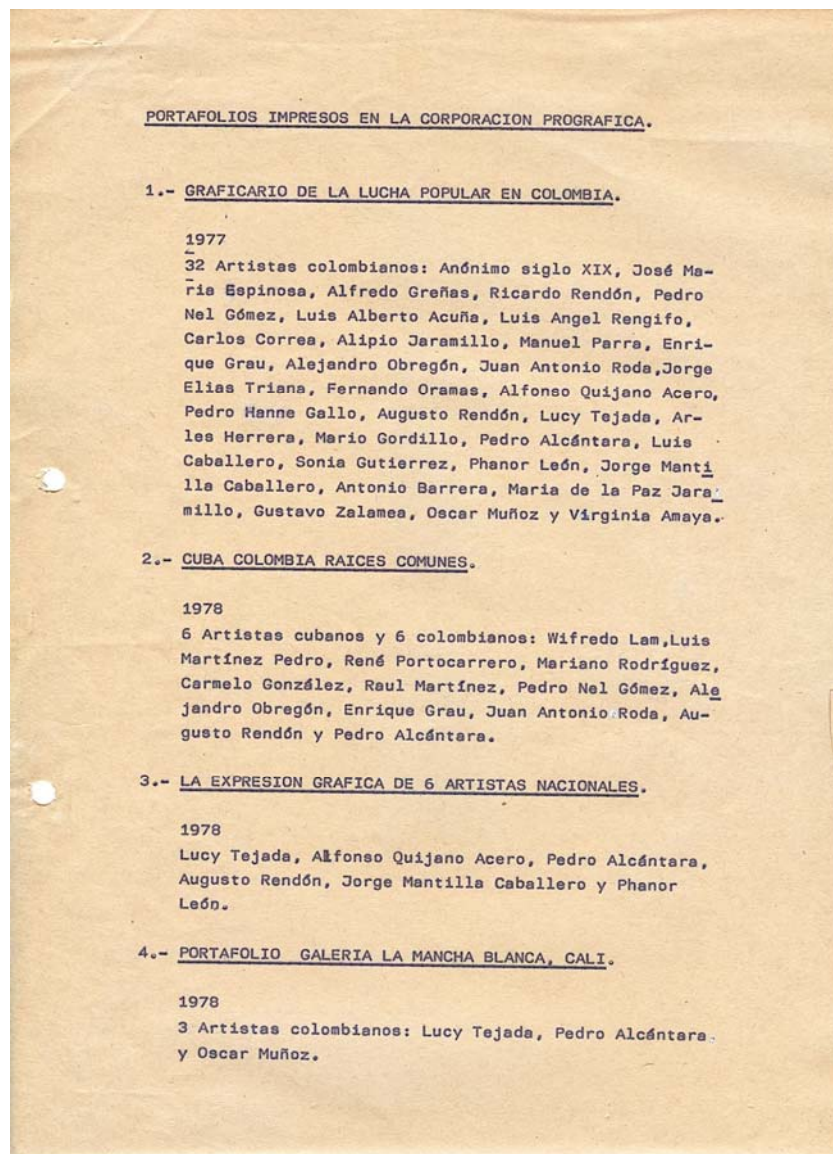 PORTAFOLIOS IMPRESOS EN LA CORPORACION PROGRAFICA.
1.- GRAFICARIO DE LA LUCHA POPULAR EN COLOMBIA.
1977
32 Artistas colombianos: Anónimo siglo XIX, José Ma-
ria Espinosa, Alfredo Greñas, Ricardo Rendón, Pedro
Nel Gómez, Luis Alberto Acuña, Luis Angel Rengifo,
Carlos Correa, Alipio Jaramillo, Manuel Parra, Enri-
que Grau, Alejandro Obregón, Juan Antonio Roda,Jorge
Elias Triana, Fernando Oramas, Alfonso Quijano Acero,
Pedro Hanne Gallo, Augusto Rendón, Lucy Tejada, Ar-
les Herrera, Mario Gordillo, Pedro Alcántara, Luis
Caballero, Sonia Gutierrez, Phanor León, Jorge Manti
lla Caballero, Antonio Barrera, Maria de la Paz Jara
millo, Gustavo Zalamea, Oscar Muñoz y Virginia Amaya.
2.- CUBA COLOMBIA RAICES COMUNES.
1978
6 Artistas cubanos y 6 colombianos: Wifredo Lam,Luis
Martínez Pedro, René Portocarrero, Mariano Rodríguez,
Carmelo González, Raul Martínez, Pedro Nel Gómez, Ale
jandro Obregón, Enrique Grau, Juan Antonio Roda, Au-
gusto Rendón y Pedro Alcántara.
3.- LA EXPRESION GRAFICA DE 6 ARTISTAS NACIONALES.
1978
Lucy Tejada, Alfonso Quijano Acero, Pedro Alcántara,
Augusto Rendón, Jorge Mantilla Caballero y Phanor
León.
4.- PORTAFOLIO GALERIA LA MANCHA BLANCA, CALI.
1978
3 Artistas colombianos: Lucy Tejada, Pedro Alcántara
y Oscar Muñoz.